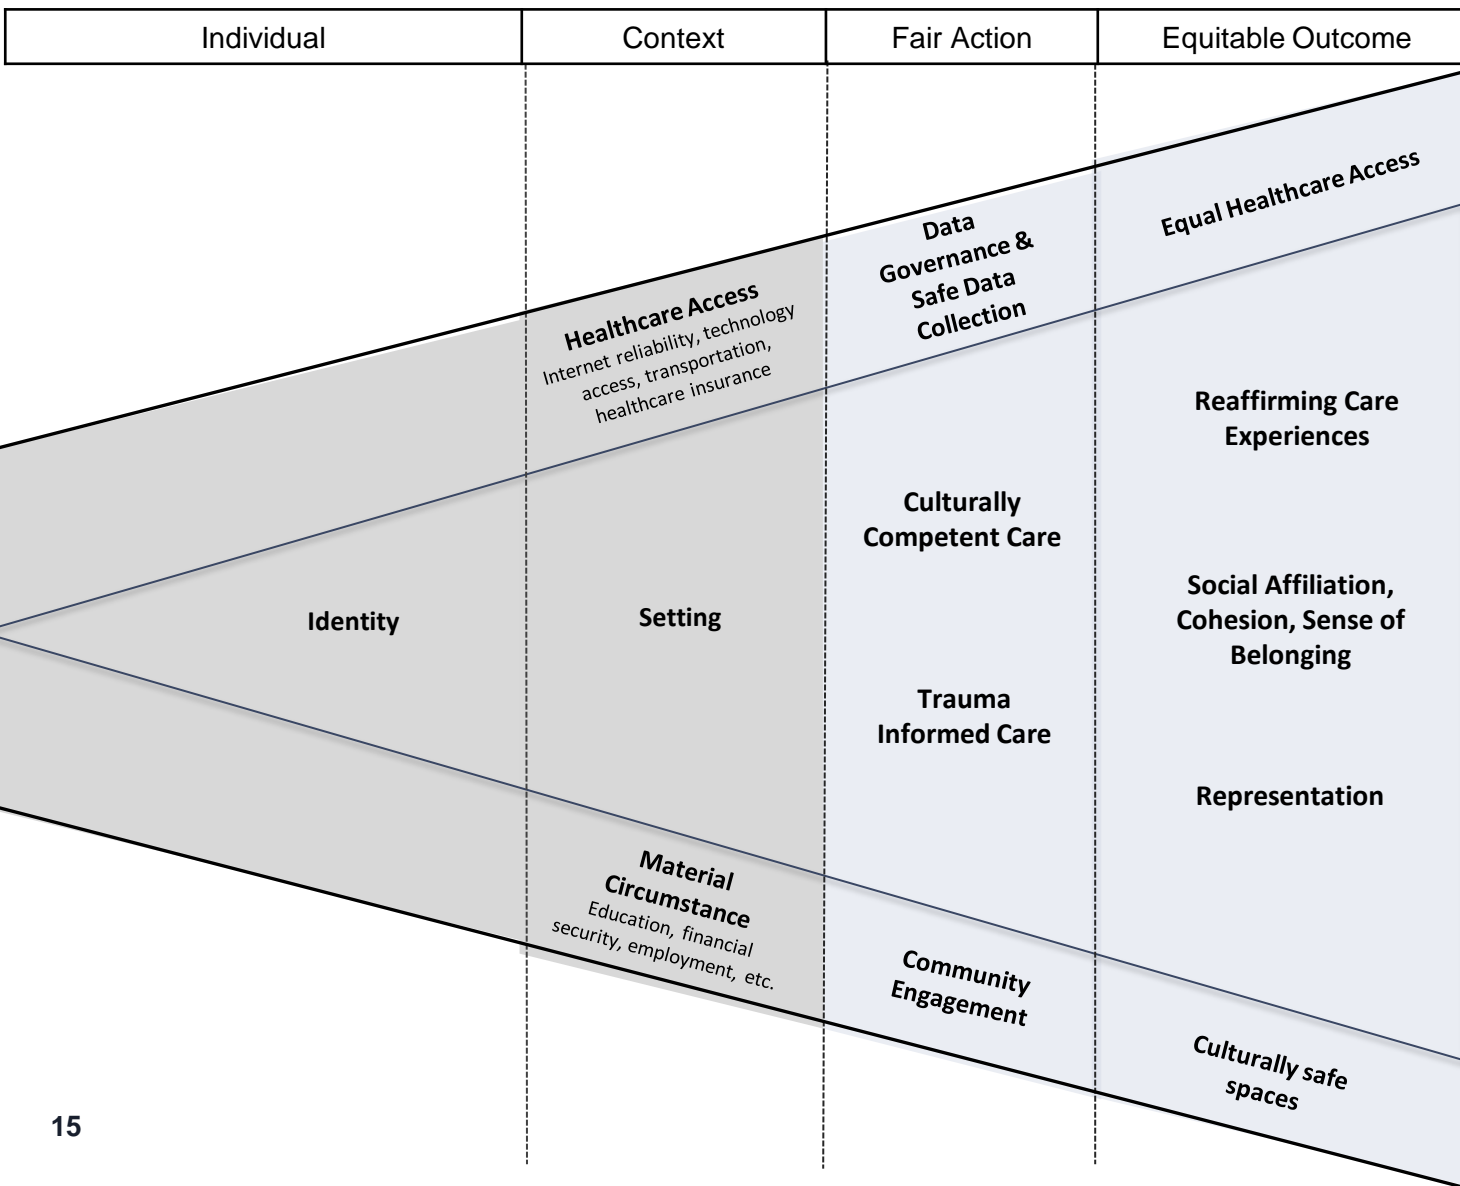 Individual
Context
Fair Action
Equitable Outcome
Healthcare Access
Internet reliability, technology
access, transportation,
healthcare insurance
Data
Governance &
Safe Data
Collection
Equal Healthcare Access
Identity
Setting
Culturally
Competent Care
Trauma
Informed Care
Reaffirming Care
Experiences
Social Affiliation,
Cohesion, Sense of
Belonging
Representation
Material
Circumstance
Education, financial
security, employment, etc.
Community
Engagement
Culturally safe
spaces
15